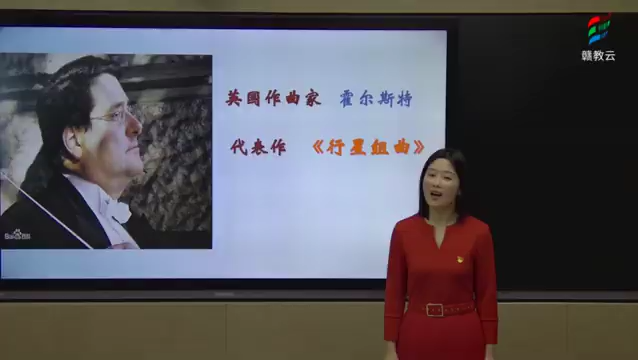 英国作曲家 霍尔斯特
代表作 《行星组曲》
赣教云